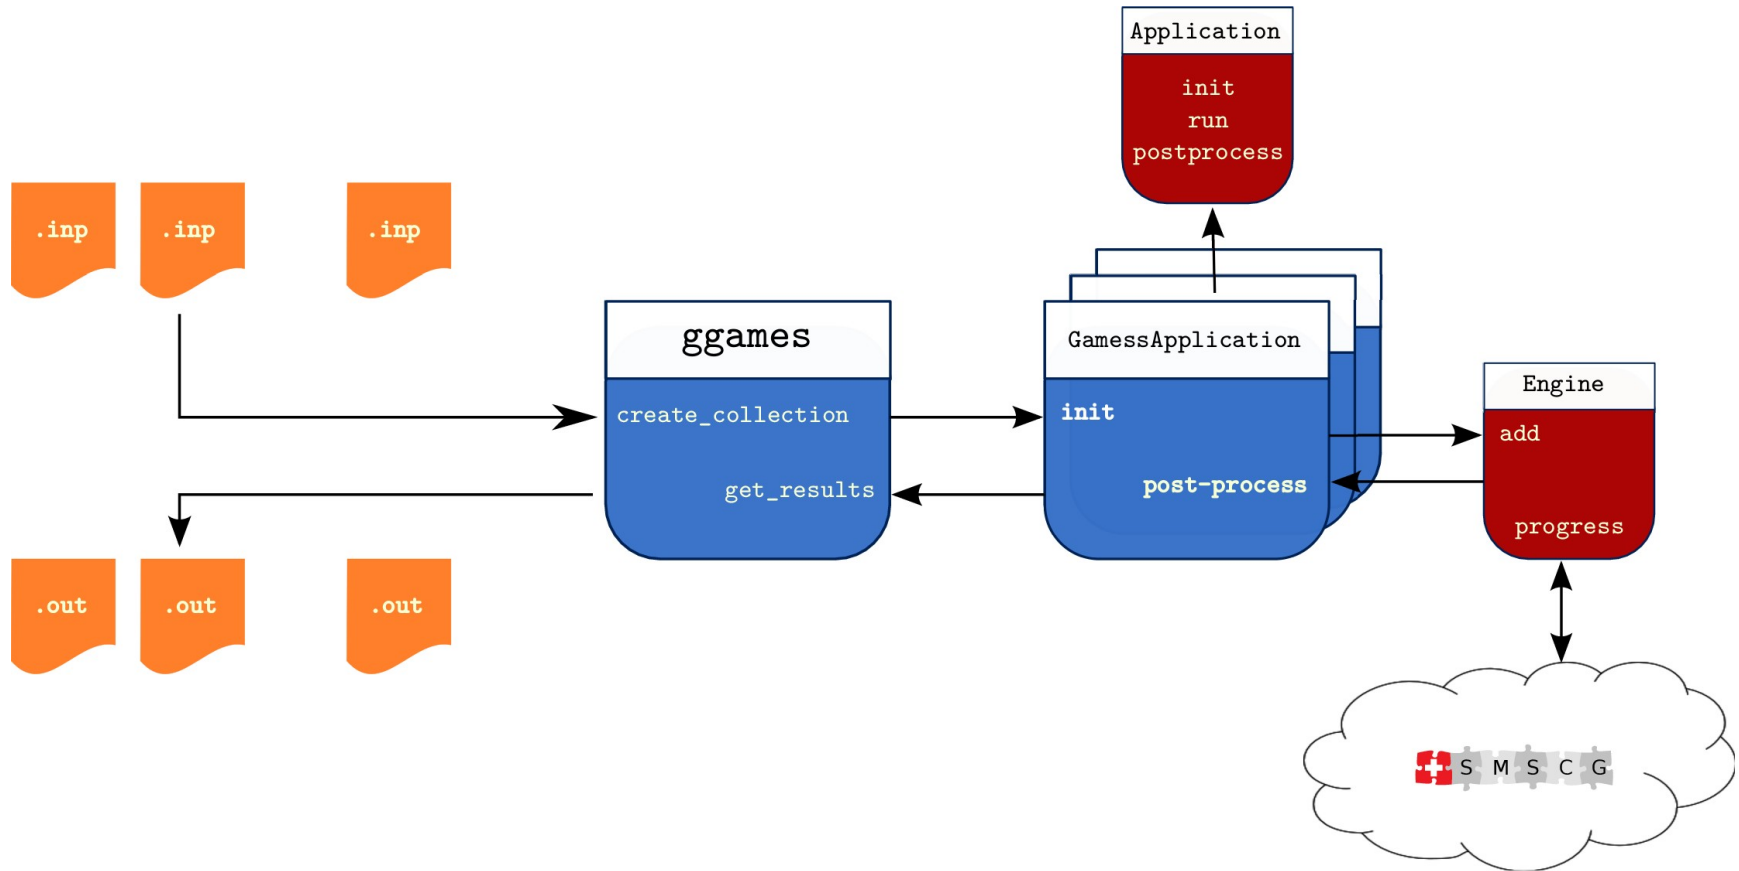 Application
init
run
postprocess
.inp
.inp
.inp
ggames
create_collection
get_results
GamessApplication
init
post-process
Engine
add
progress
.out
.out
.out
SMSCG